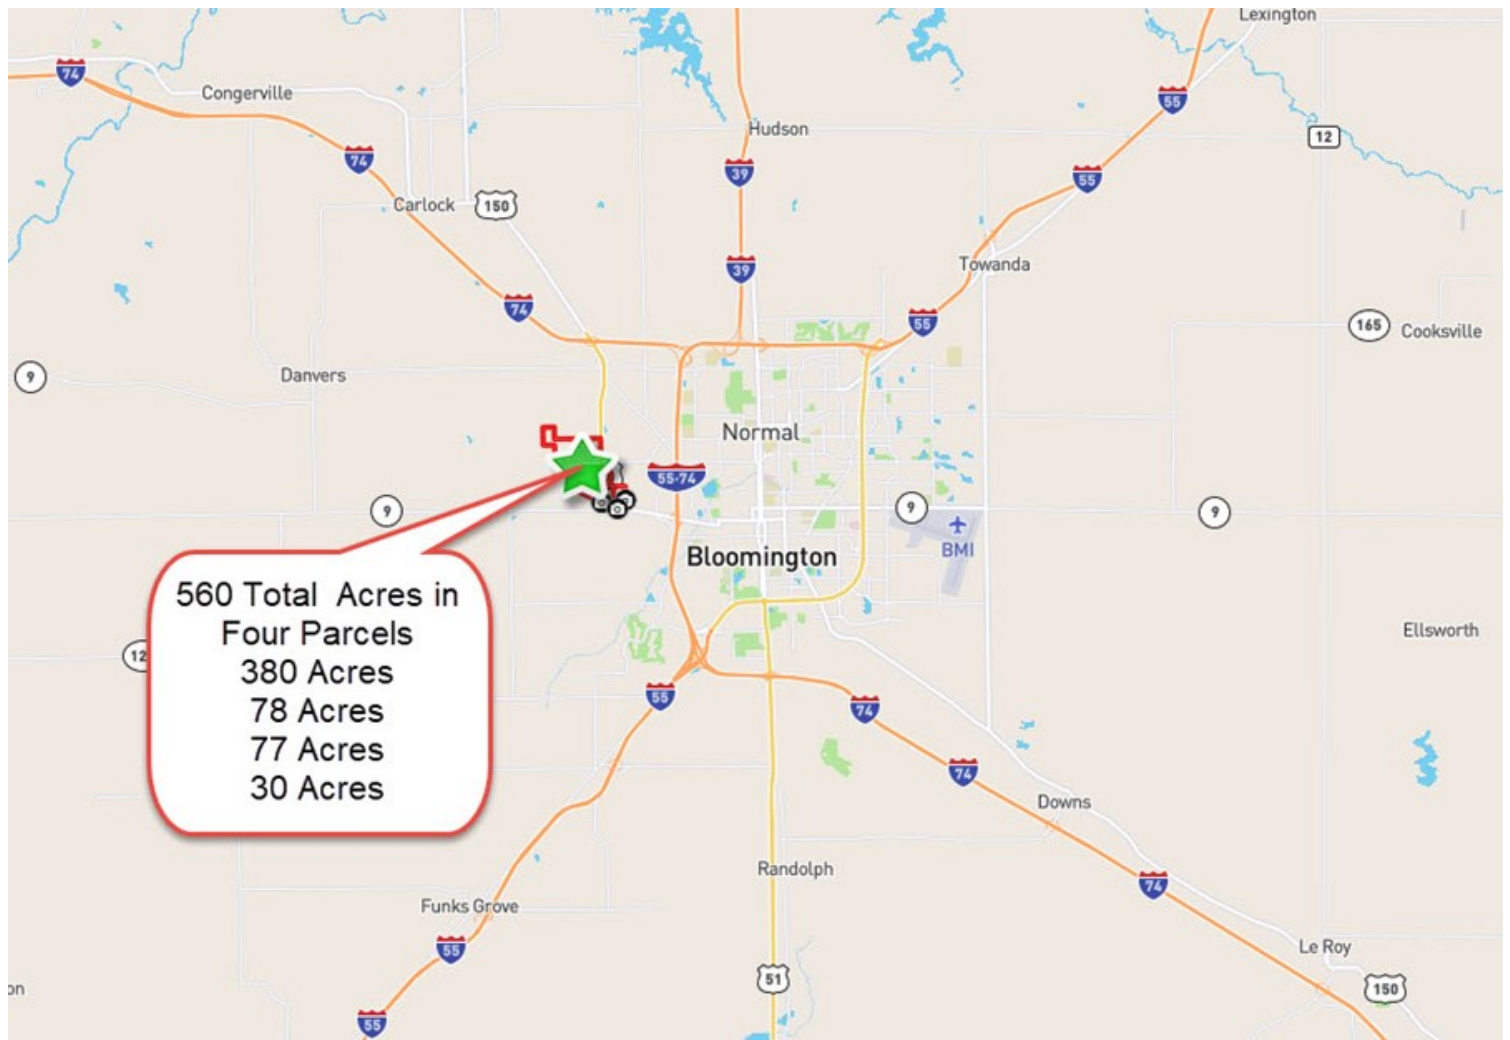 Lexington
74
Congerville
55
Hudson
12
74
39
55
Carlock
150
39
Towanda
74
55
165
Cooksville
9
Danvers
Normal
55-74
9
9
9
BMI
Bloomington
560 Total Acres in
Four Parcels
380 Acres
78 Acres
77 Acres
30 Acres
Ellsworth
12
55
74
74
Downs
Randolph
74
Funks Grove
55
Le Roy
51
150
on
55